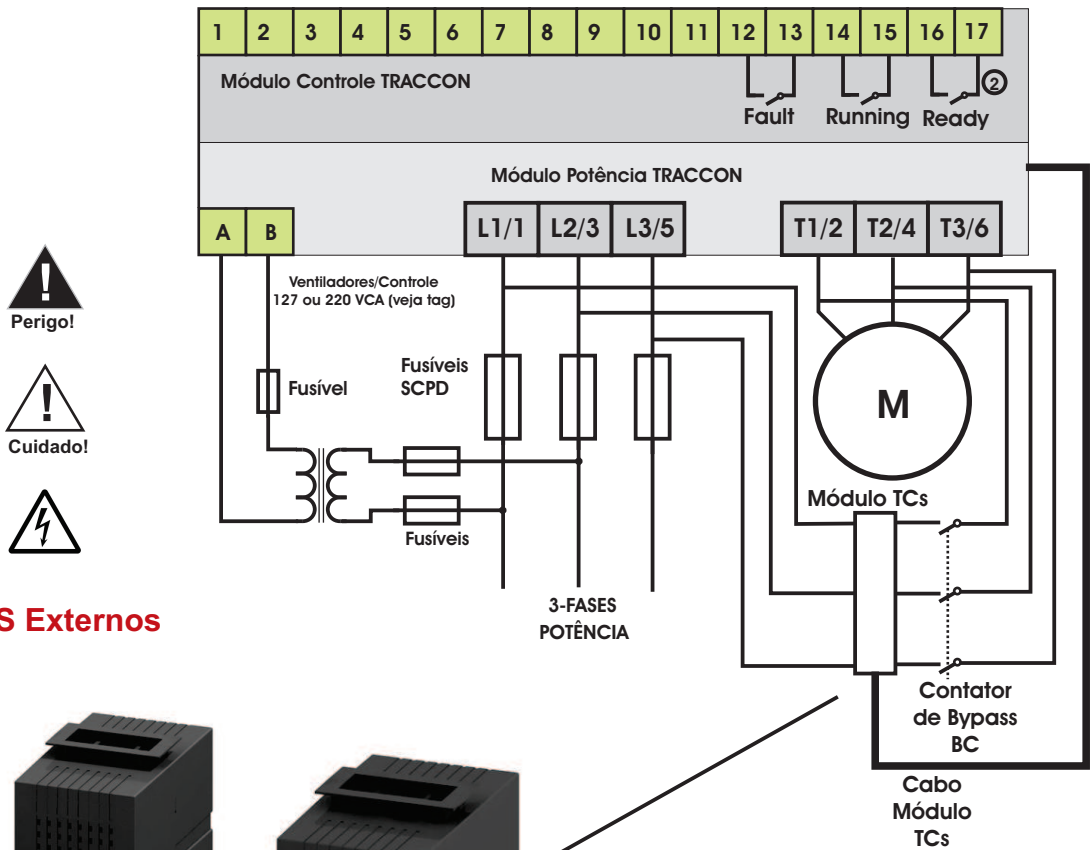 1 2 3 4 5 6 7 8 9 10 11 12 13 14 15 16 17
Módulo Controle TRACCON
2
Fault Running Ready
Módulo Potência TRACCON
A B
L1/1 L2/3 L3/5
T1/2 T2/4 T3/6
Ventiladores/Controle
127 ou 220 VCA (veja tag)
!
Perigo!
Fusíveis
SCPD
Fusível
M
!
Cuidado!
Módulo TCs
Fusíveis
3-FASES
POTÊNCIA
S Externos
Contator
de Bypass
BC
Cabo
Módulo
TCs